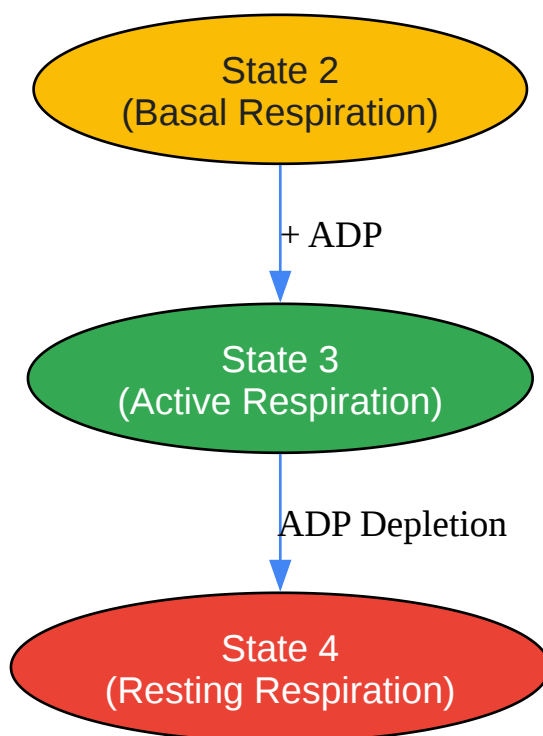 State 2
(Basal Respiration)
+ ADP
State 3
(Active Respiration)
ADP Depletion
State 4
(Resting Respiration)